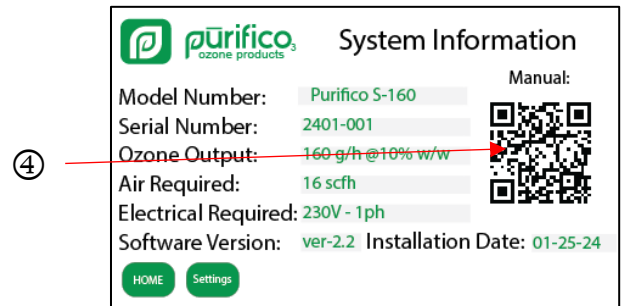 pūrifico₃ System Information
ozone products
Manual:
Model Number: Purifico S-160
Serial Number: 2401-001
④ Ozone Output: 160 g/h @10% w/w
Air Required: 16 scfh
Electrical Required: 230V - 1ph
Software Version: ver-2.2 Installation Date: 01-25-24
HOME Settings